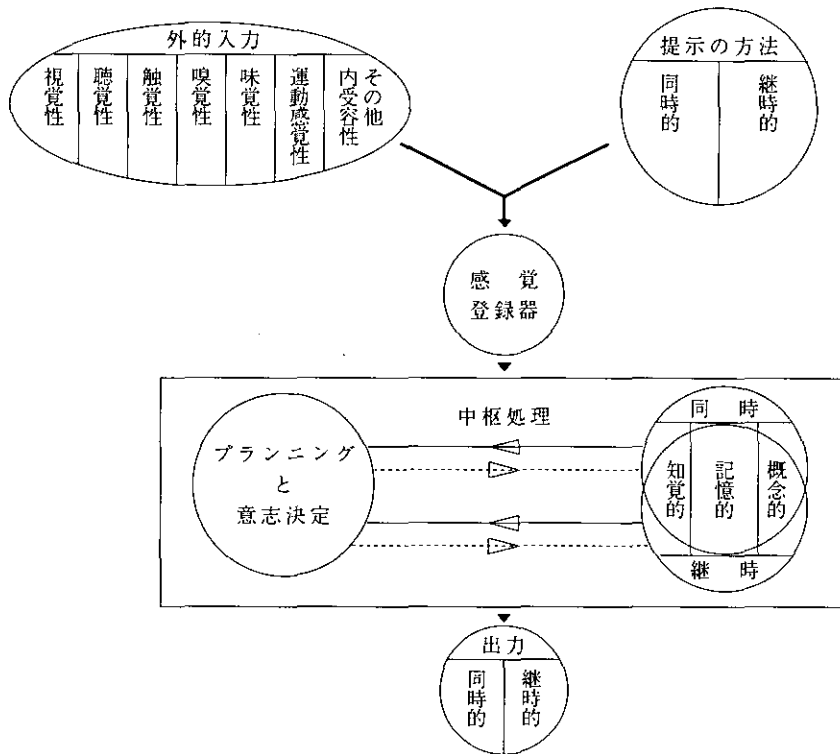 外的入力
視覚性
聴覚性
触覚性
嗅覚性
味覚性
運動感覚性
その他
内受容性
提示の方法
同時的
継時的
感覚
登録器
中枢処理
プランニング
と
意志決定
同時
知覚的
記憶的
概念的
継時
出力
同時的
継時的